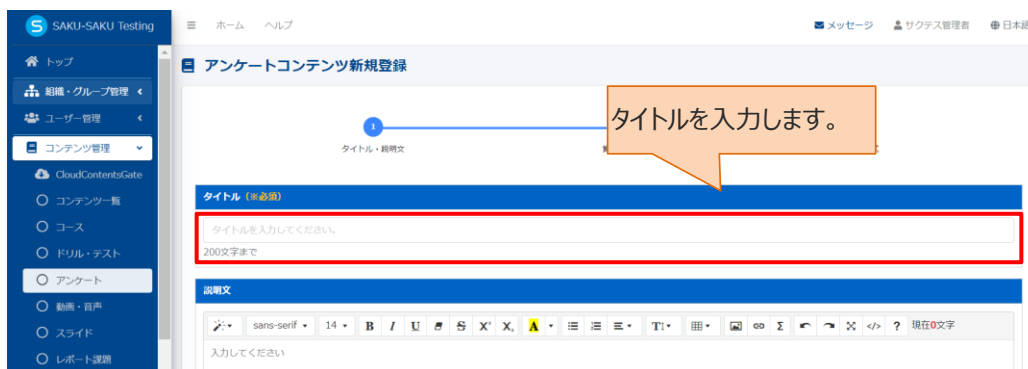 SAKU-SAKU Testing
ホーム ヘルプ
メッセージ サクテス管理者 日本語
トップ
組織・グループ管理
ユーザー管理
コンテンツ管理
CloudContentsGate
コンテンツ一覧
コース
ドリル・テスト
アンケート
動画・音声
スライド
レポート課題
アンケートコンテンツ新規登録
1
タイトル・説明文
タイトルを入力します。
タイトル (※必須)
タイトルを入力してください。
200文字まで
説明文
sans-serif 14 B I U S X' X, A T 現在0文字
入力してください